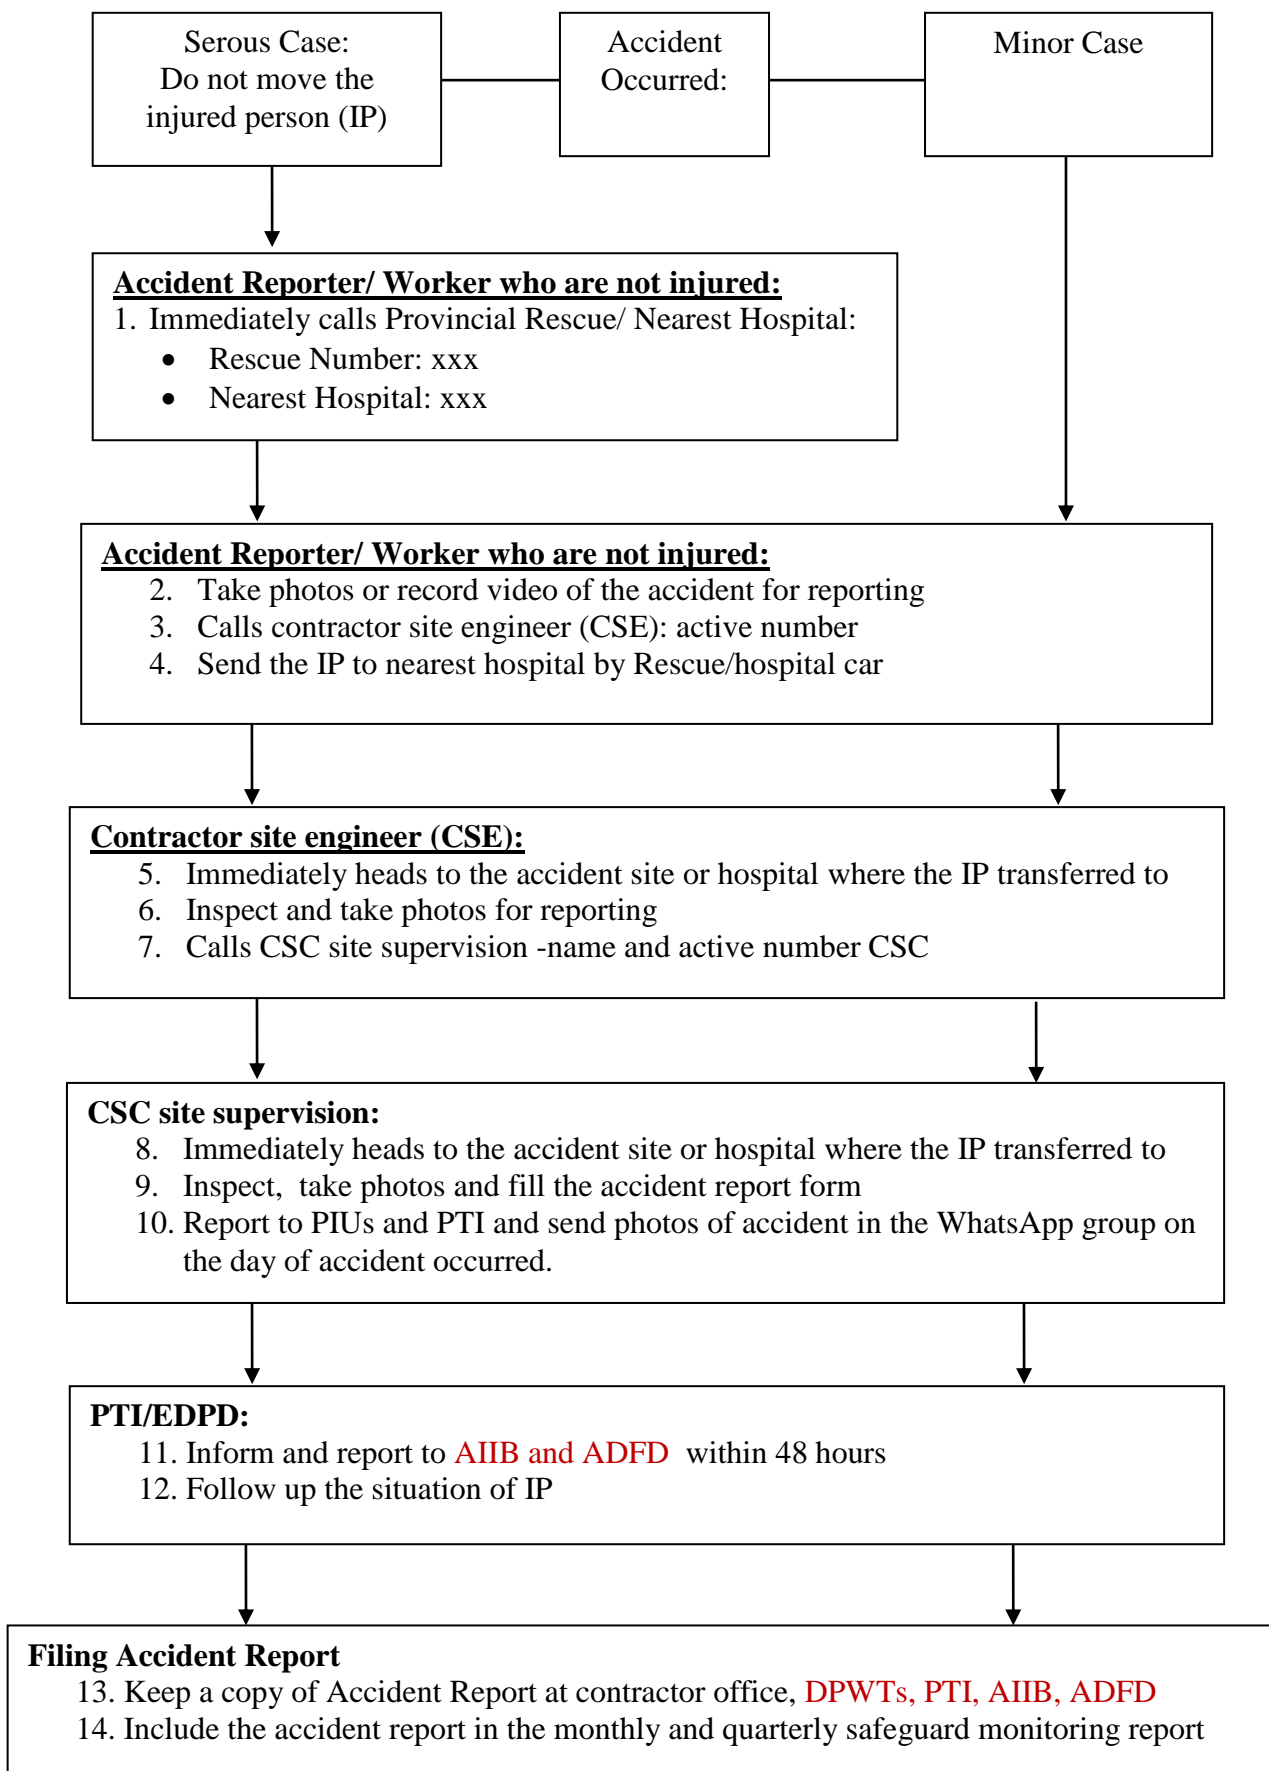 Serous Case:
Do not move the
injured person (IP)
Accident
Occurred:
Minor Case
Accident Reporter/ Worker who are not injured:
1. Immediately calls Provincial Rescue/ Nearest Hospital:
• Rescue Number: xxx
• Nearest Hospital: xxx
Accident Reporter/ Worker who are not injured:
2. Take photos or record video of the accident for reporting
3. Calls contractor site engineer (CSE): active number
4. Send the IP to nearest hospital by Rescue/hospital car
Contractor site engineer (CSE):
5. Immediately heads to the accident site or hospital where the IP transferred to
6. Inspect and take photos for reporting
7. Calls CSC site supervision -name and active number CSC
CSC site supervision:
8. Immediately heads to the accident site or hospital where the IP transferred to
9. Inspect, take photos and fill the accident report form
10. Report to PIUs and PTI and send photos of accident in the WhatsApp group on
the day of accident occurred.
PTI/EDPD:
11. Inform and report to AIIB and ADFD within 48 hours
12. Follow up the situation of IP
Filing Accident Report
13. Keep a copy of Accident Report at contractor office, DPWTs, PTI, AIIB, ADFD
14. Include the accident report in the monthly and quarterly safeguard monitoring report